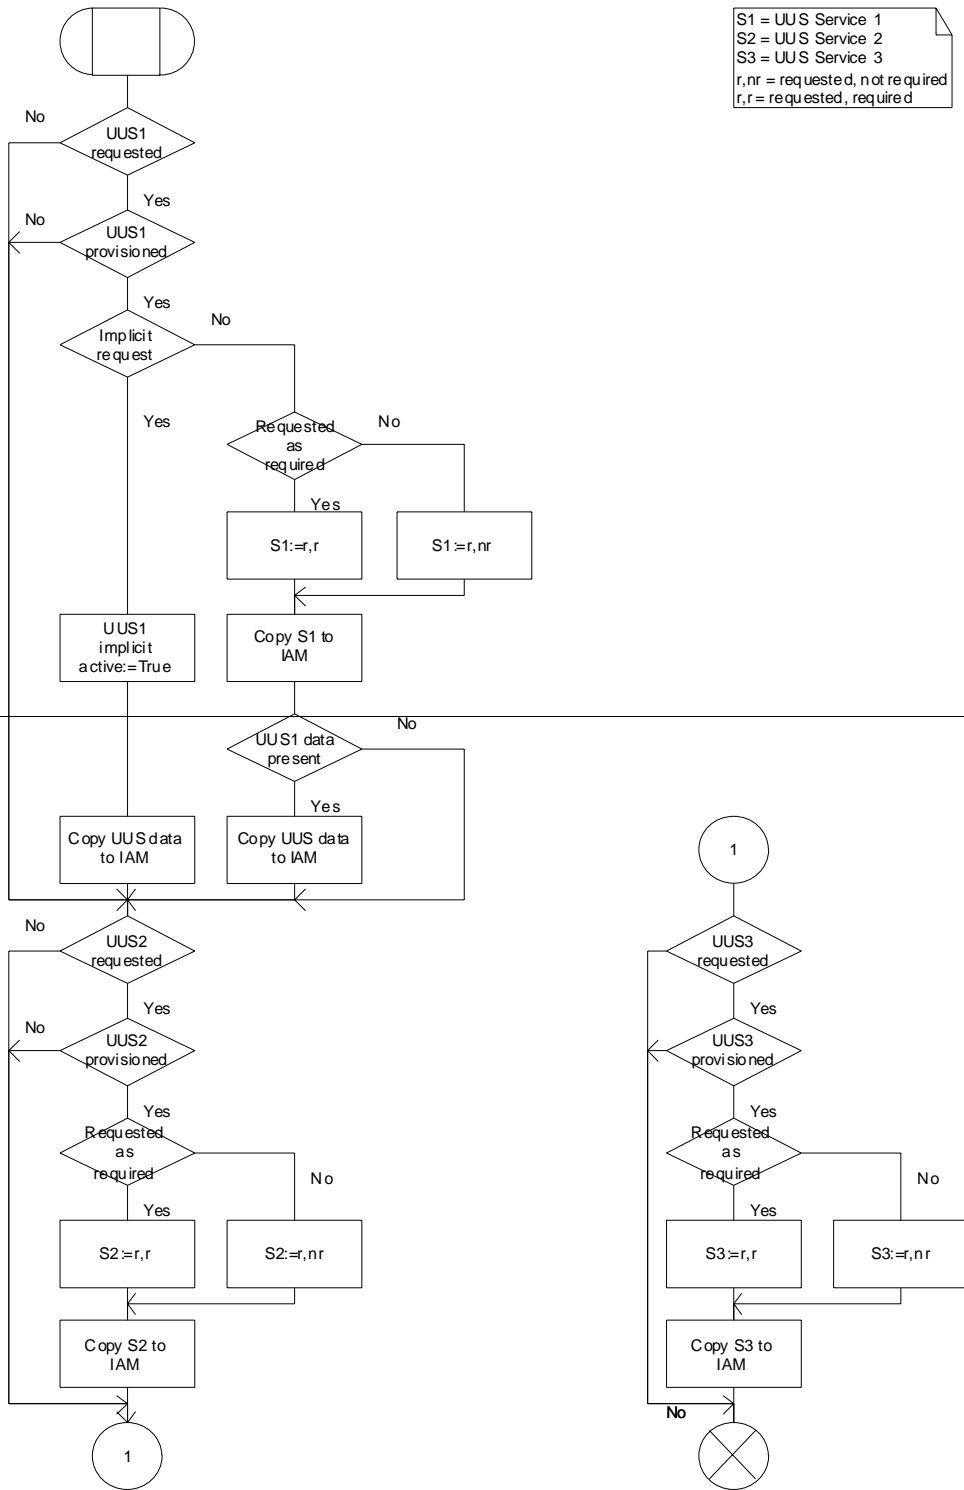 S1 = UUS Service 1
S2 = UUS Service 2
S3 = UUS Service 3
r,nr = requested, not required
r,r = requested, required
No
UUS1
requested
Yes
No
UUS1
provisioned
Yes
No
Implicit
request
Yes
No
Requested
as
required
Yes
S1:=r,r
S1:=r,nr
UUS1
implicit
active:=True
Copy S1 to
IAM
No
UUS1 data
present
Yes
Copy UUS data
to IAM
Copy UUS data
to IAM
1
No
UUS2
requested
Yes
No
UUS2
provisioned
Yes
Requested
as
required
No
Yes
S2:=r,r
S2:=r,nr
Copy S2 to
IAM
1
UUS3
requested
Yes
UUS3
provisioned
Yes
Requested
as
required
No
Yes
S3:=r,r
S3:=r,nr
Copy S3 to
IAM
No